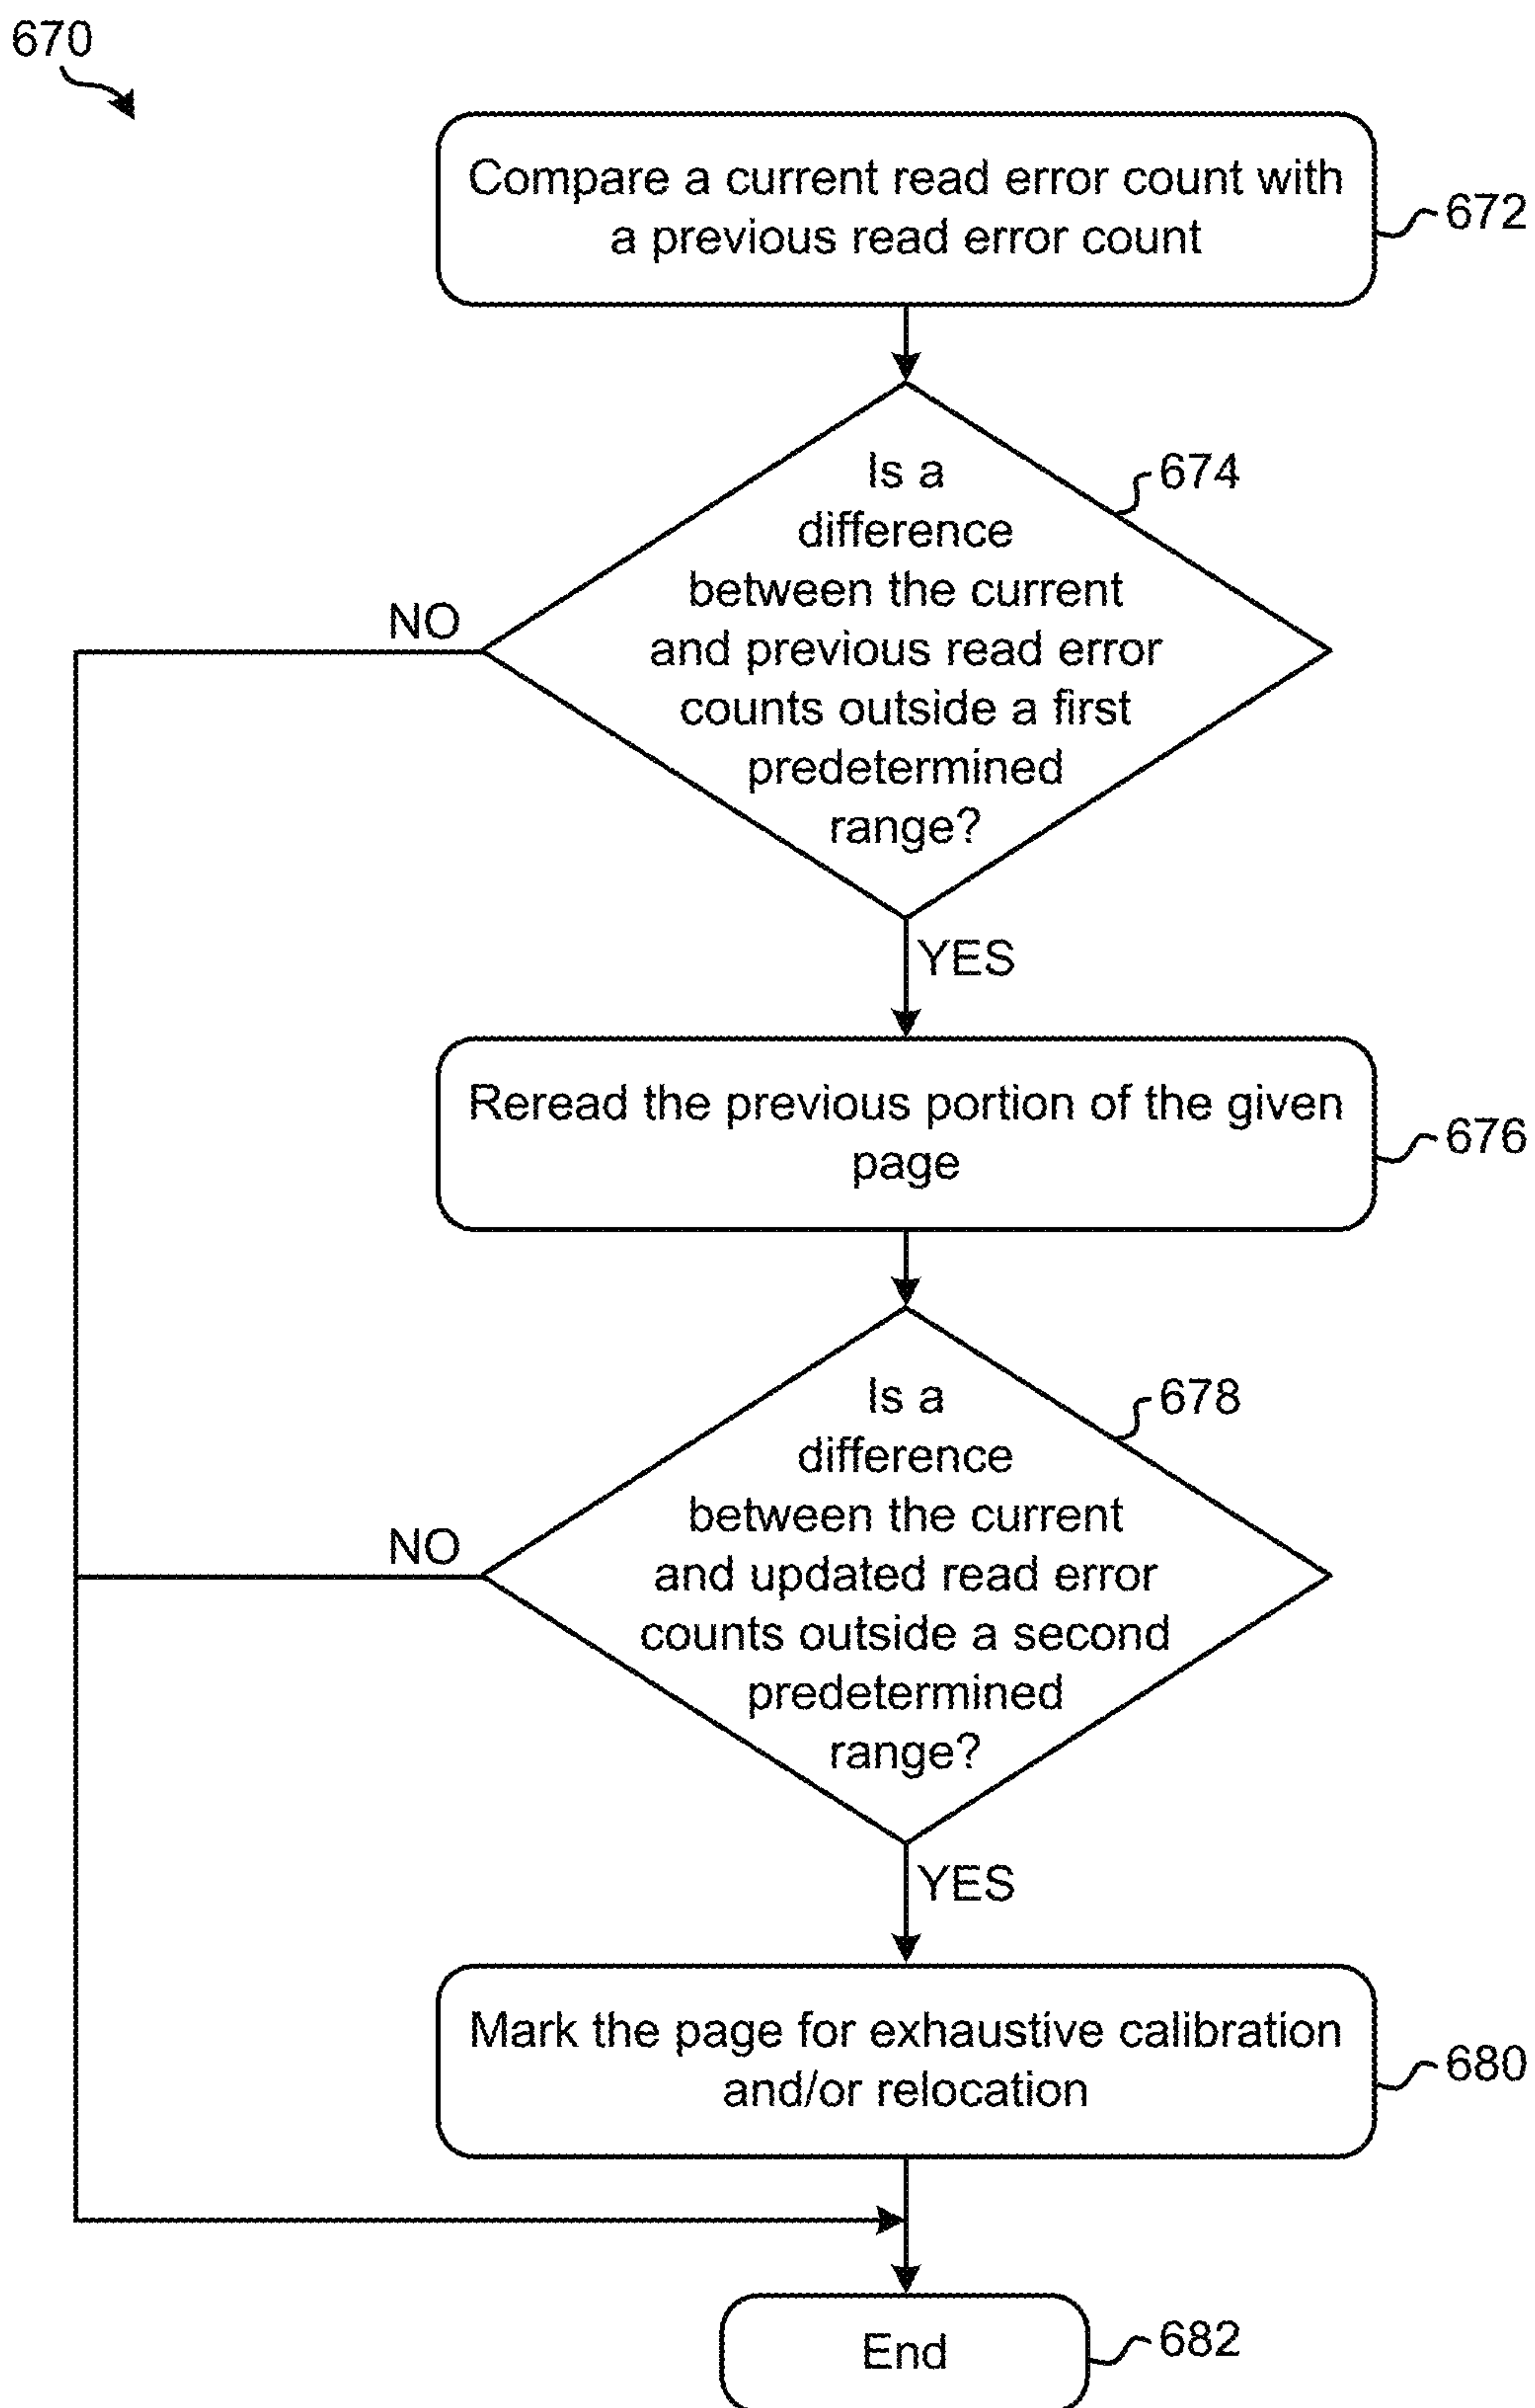 670
Compare a current read error count with
a previous read error count
672
Is a
difference
between the current
and previous read error
counts outside a first
predetermined
range?
674
NO
YES
Reread the previous portion of the given
page
676
Is a
difference
between the current
and updated read error
counts outside a second
predetermined
range?
678
NO
YES
Mark the page for exhaustive calibration
and/or relocation
680
End
682